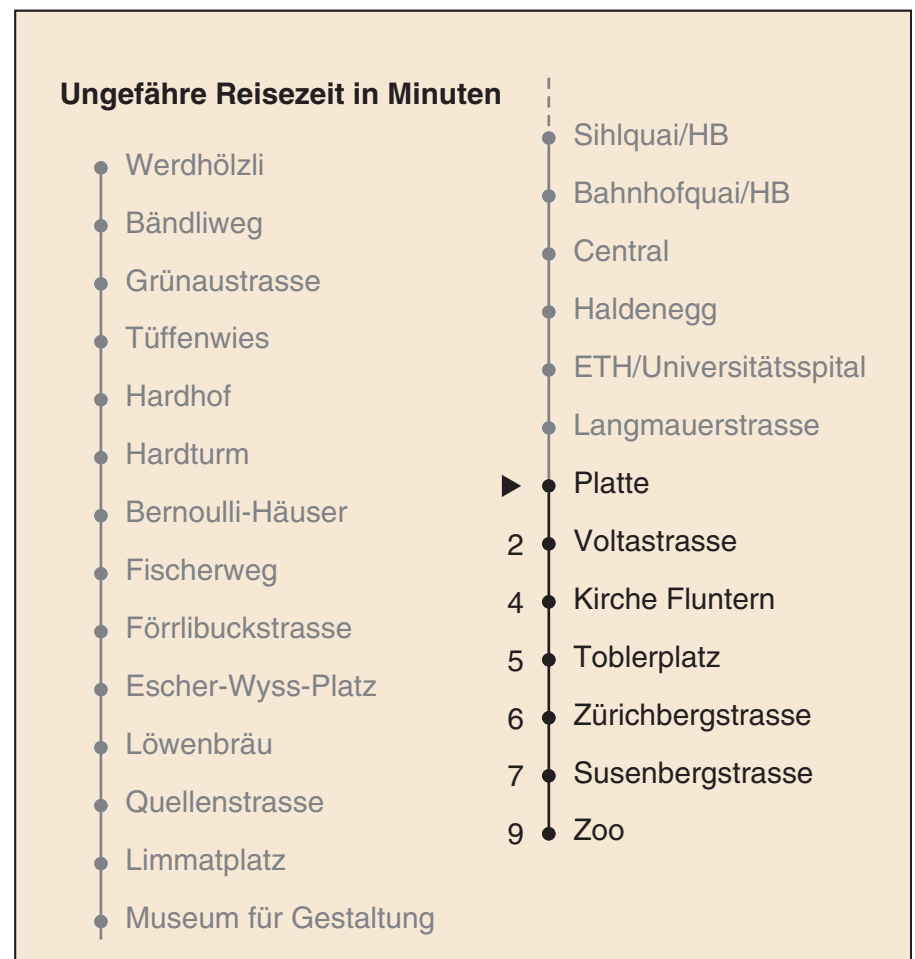 Ungefähre Reisezeit in Minuten
Werdhölzli
Bändliweg
Grünaustrasse
Tüffenwies
Hardhof
Hardturm
Bernoulli-Häuser
Fischerweg
Förrlibuckstrasse
Escher-Wyss-Platz
Löwenbräu
Quellenstrasse
Limmatplatz
Museum für Gestaltung
Sihlquai/HB
Bahnhofquai/HB
Central
Haldenegg
ETH/Universitätsspital
Langmauerstrasse
Platte
2 Voltastrasse
4 Kirche Fluntern
5 Toblerplatz
6 Zürichbergstrasse
7 Susenbergstrasse
9 Zoo